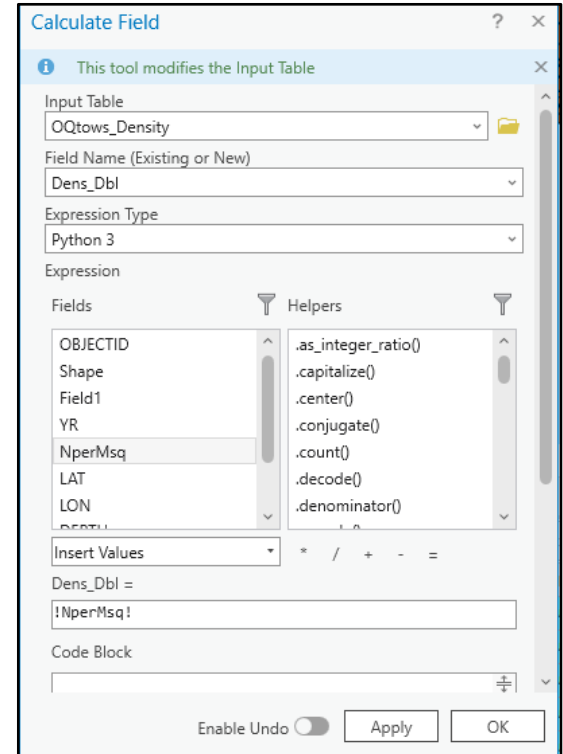 Calculate Field ? ×
This tool modifies the Input Table ×
Input Table
OQtows_Density
Field Name (Existing or New)
Dens_Dbl
Expression Type
Python 3
Expression
Fields Helpers
OBJECTID .as_integer_ratio()
Shape .capitalize()
Field1 .center()
YR .conjugate()
NperMsq .count()
LAT .decode()
LON .denominator()
DEPTH
Insert Values * / + - =
Dens_Dbl =
!NperMsq!
Code Block
Enable Undo Apply OK